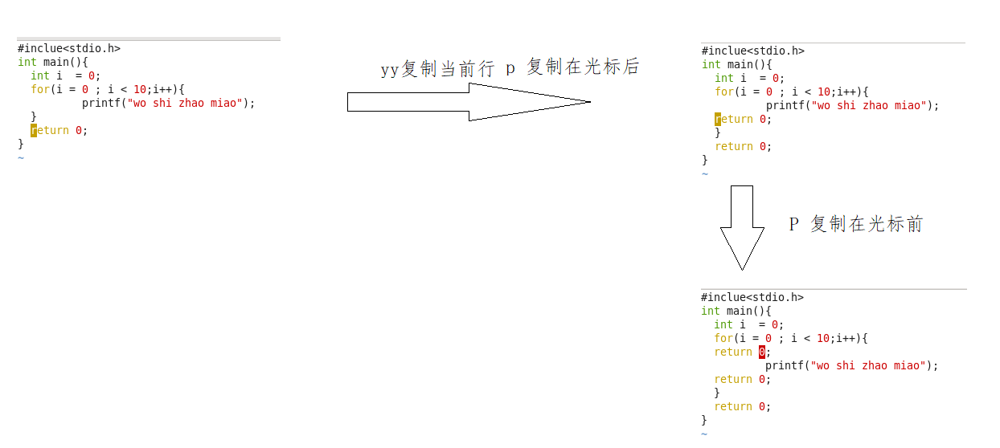 #inclue<stdio.h>
int main(){
  int i  = 0;
  for(i = 0 ; i < 10;i++){
          printf("wo shi zhao miao");
  }
  return 0;
}
~
yy复制当前行 p 复制在光标后
#inclue<stdio.h>
int main(){
  int i  = 0;
  for(i = 0 ; i < 10;i++){
          printf("wo shi zhao miao");
  return 0;
  }
  return 0;
}
~
P 复制在光标前
#inclue<stdio.h>
int main(){
  int i  = 0;
  for(i = 0 ; i < 10;i++){
  return 0;
          printf("wo shi zhao miao");
  return 0;
  }
  return 0;
}
~